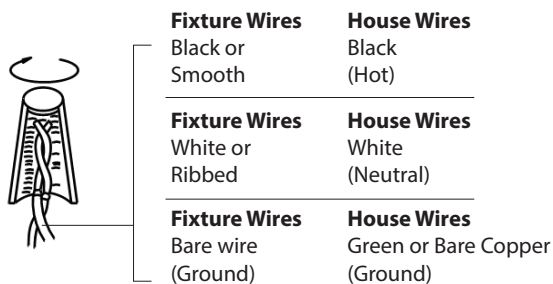 Fixture Wires House Wires
Black or Black
Smooth (Hot)
Fixture Wires House Wires
White or White
Ribbed (Neutral)
Fixture Wires House Wires
Bare wire Green or Bare Copper
(Ground) (Ground)